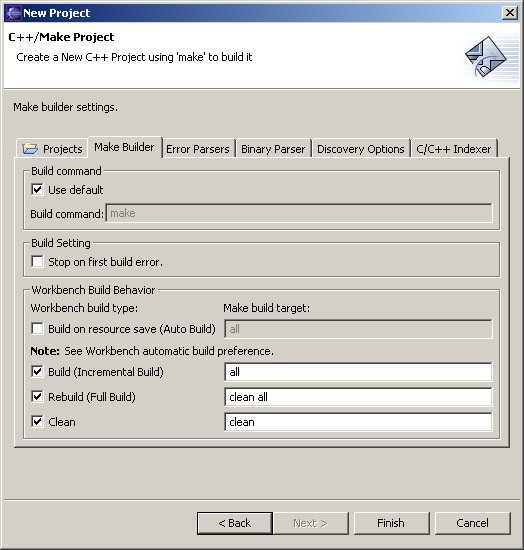 New Project
C++/Make Project
Create a New C++ Project using 'make' to build it
Make builder settings.
Projects Make Builder Error Parsers Binary Parser Discovery Options C/C++ Indexer
Build command
Use default
Build command: make
Build Setting
Stop on first build error.
Workbench Build Behavior
Workbench build type: Make build target:
Build on resource save (Auto Build) all
Note: See Workbench automatic build preference.
Build (Incremental Build) all
Rebuild (Full Build) clean all
Clean clean
< Back Next > Finish Cancel